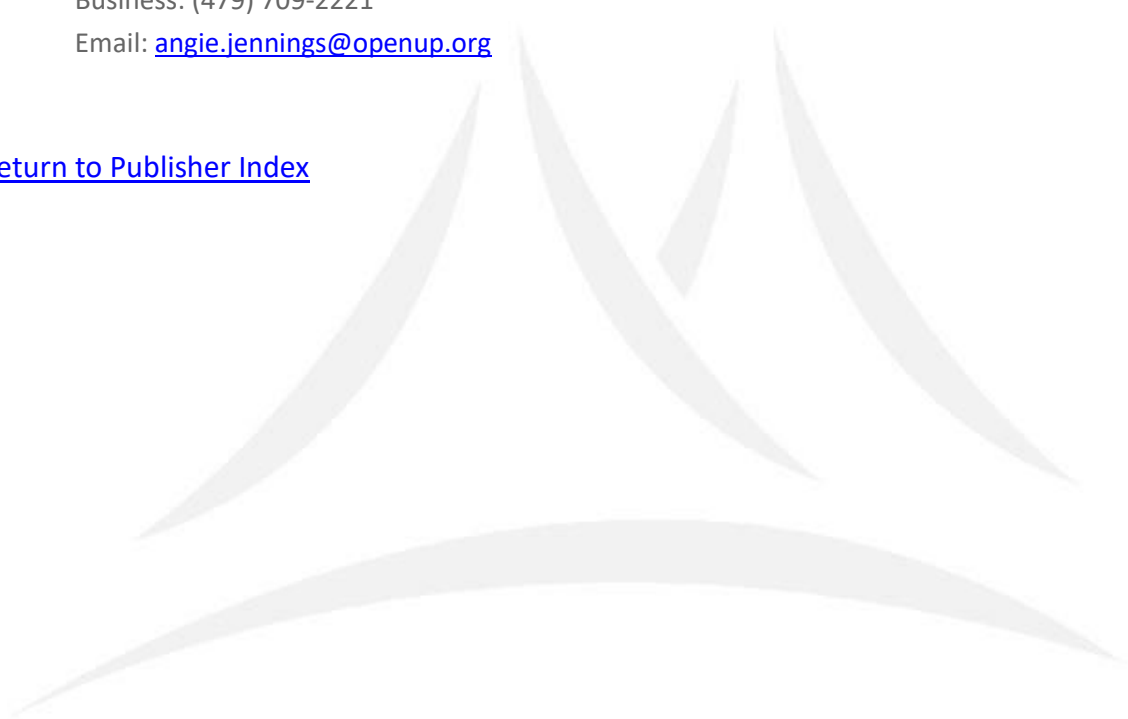 Business: (479) 709-2221
Email: angie.jennings@openup.org
eturn to Publisher Index